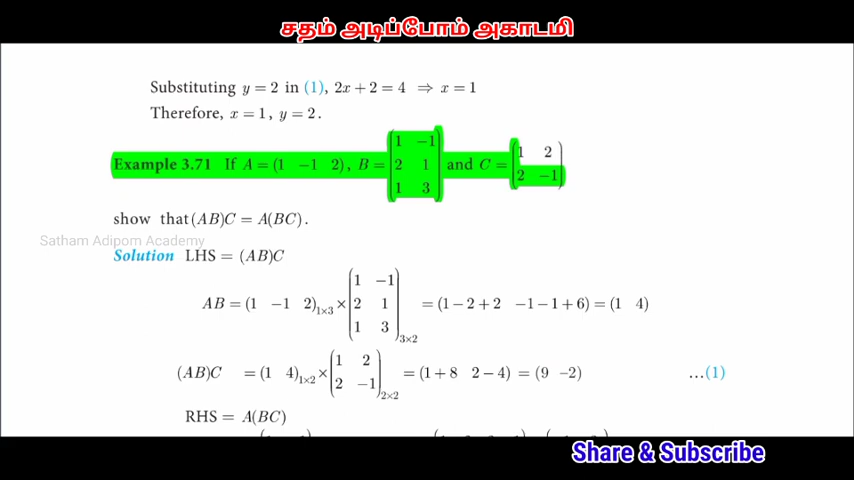 சதம் அடிப்போம் அகாடமி
Substituting y = 2 in (1), 2x + 2 = 4 ⇒ x = 1
Therefore, x = 1, y = 2.
Example 3.71 If A = (1 −1 2), B = (1 −1 2 1 1 3) and C = (1 2 2 −1)
show that (AB)C = A(BC).
Satham Adiporn Academy
Solution LHS = (AB)C
AB = (1 −1 2)1×3 × (1 −1 2 1 1 3)3×2 = (1 − 2 + 2 −1 − 1 + 6) = (1 4)
(AB)C = (1 4)1×2 × (1 2 2 −1)2×2 = (1 + 8 2 − 4) = (9 −2) ...(1)
RHS = A(BC)
Share & Subscribe